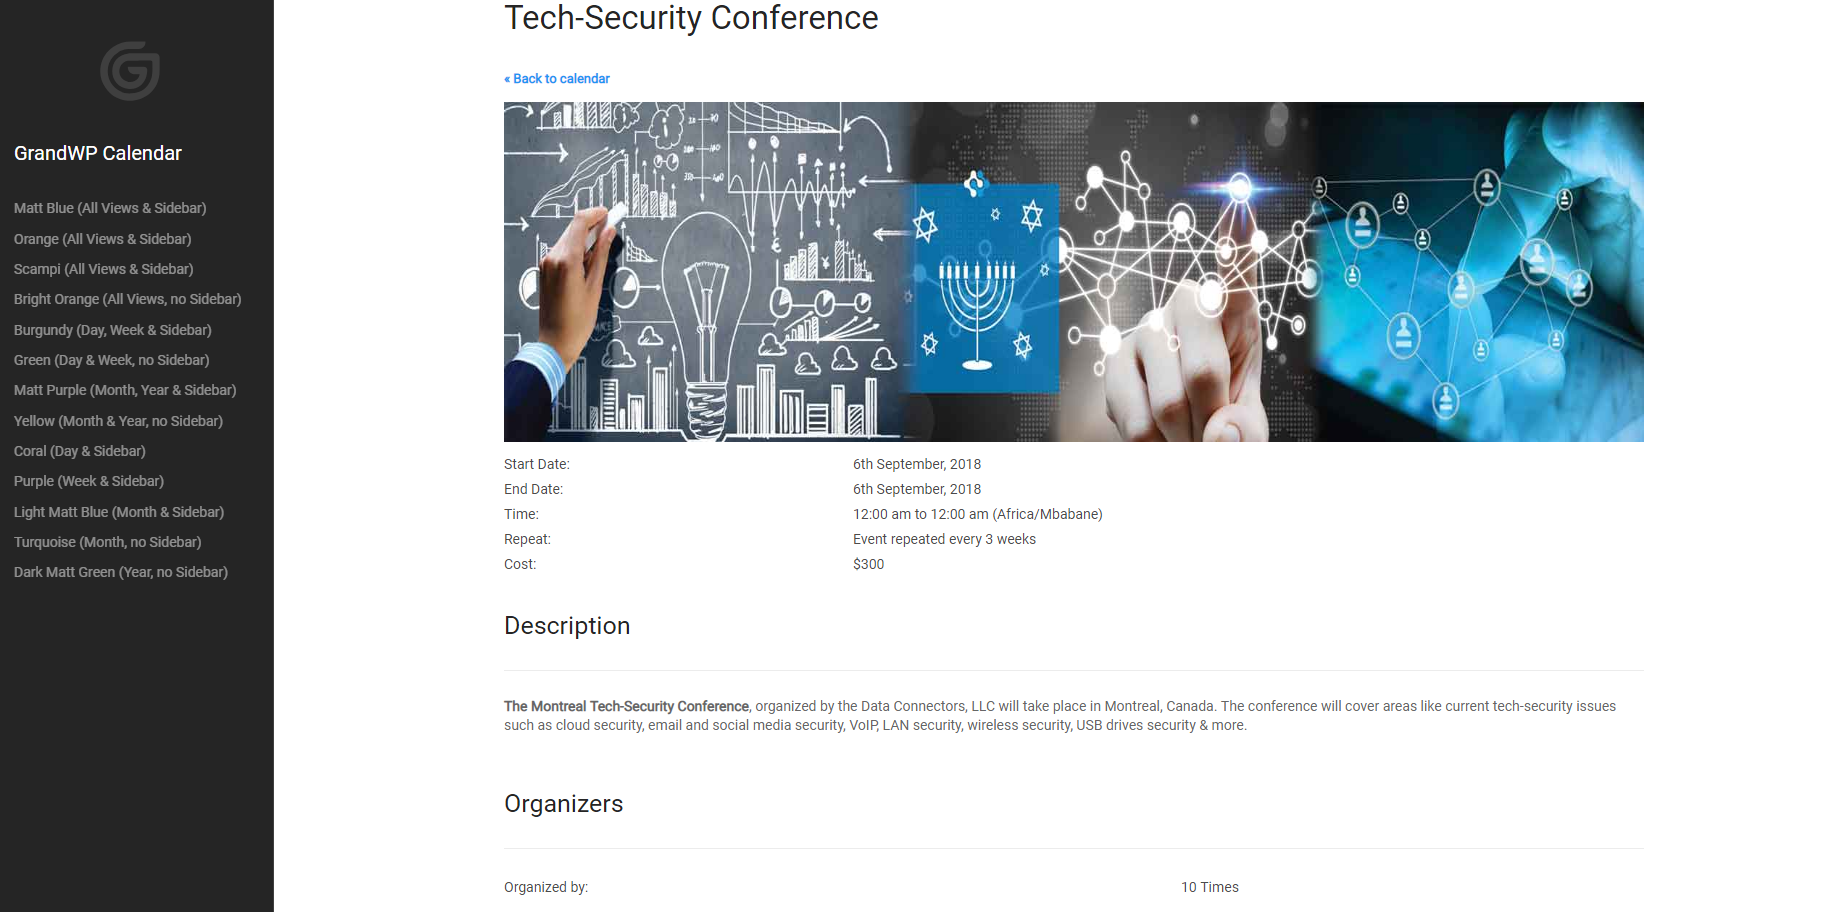 Tech-Security Conference
« Back to calendar
GrandWP Calendar
Matt Blue (All Views & Sidebar)
Orange (All Views & Sidebar)
Scampi (All Views & Sidebar)
Bright Orange (All Views, no Sidebar)
Burgundy (Day, Week & Sidebar)
Green (Day & Week, no Sidebar)
Matt Purple (Month, Year & Sidebar)
Yellow (Month & Year, no Sidebar)
Coral (Day & Sidebar)
Purple (Week & Sidebar)
Light Matt Blue (Month & Sidebar)
Turquoise (Month, no Sidebar)
Dark Matt Green (Year, no Sidebar)
Start Date: 6th September, 2018
End Date: 6th September, 2018
Time: 12:00 am to 12:00 am (Africa/Mbabane)
Repeat: Event repeated every 3 weeks
Cost: $300
Description
The Montreal Tech-Security Conference, organized by the Data Connectors, LLC will take place in Montreal, Canada. The conference will cover areas like current tech-security issues
such as cloud security, email and social media security, VoIP, LAN security, wireless security, USB drives security & more.
Organizers
Organized by: 10 Times